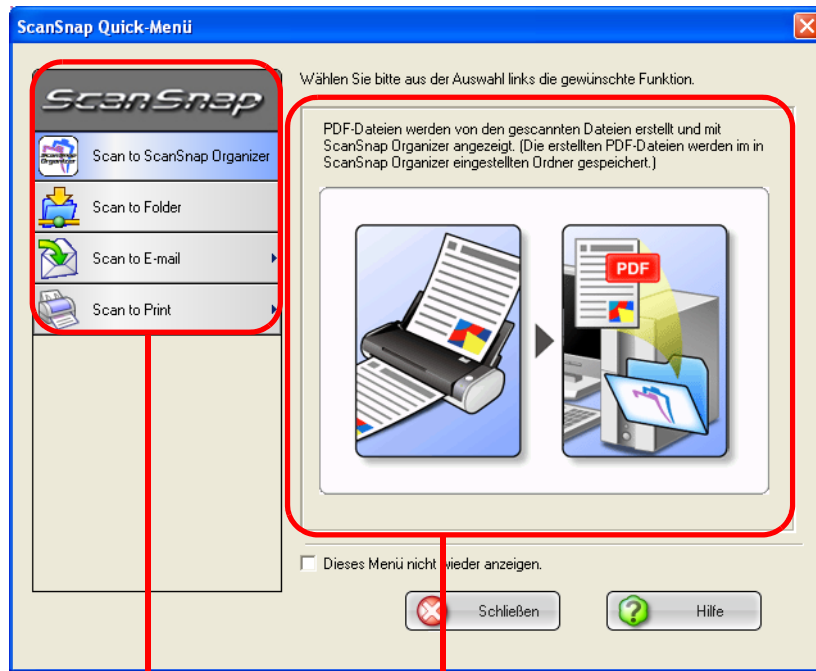 ScanSnap Quick-Menü
ScanSnap
Scan to ScanSnap Organizer
Scan to Folder
Scan to E-mail
Scan to Print
Wählen Sie bitte aus der Auswahl links die gewünschte Funktion.
PDF-Dateien werden von den gescannten Dateien erstellt und mit
ScanSnap Organizer angezeigt. (Die erstellten PDF-Dateien werden im in
ScanSnap Organizer eingestellten Ordner gespeichert.)
PDF
Dieses Menü nicht wieder anzeigen.
Schließen
Hilfe